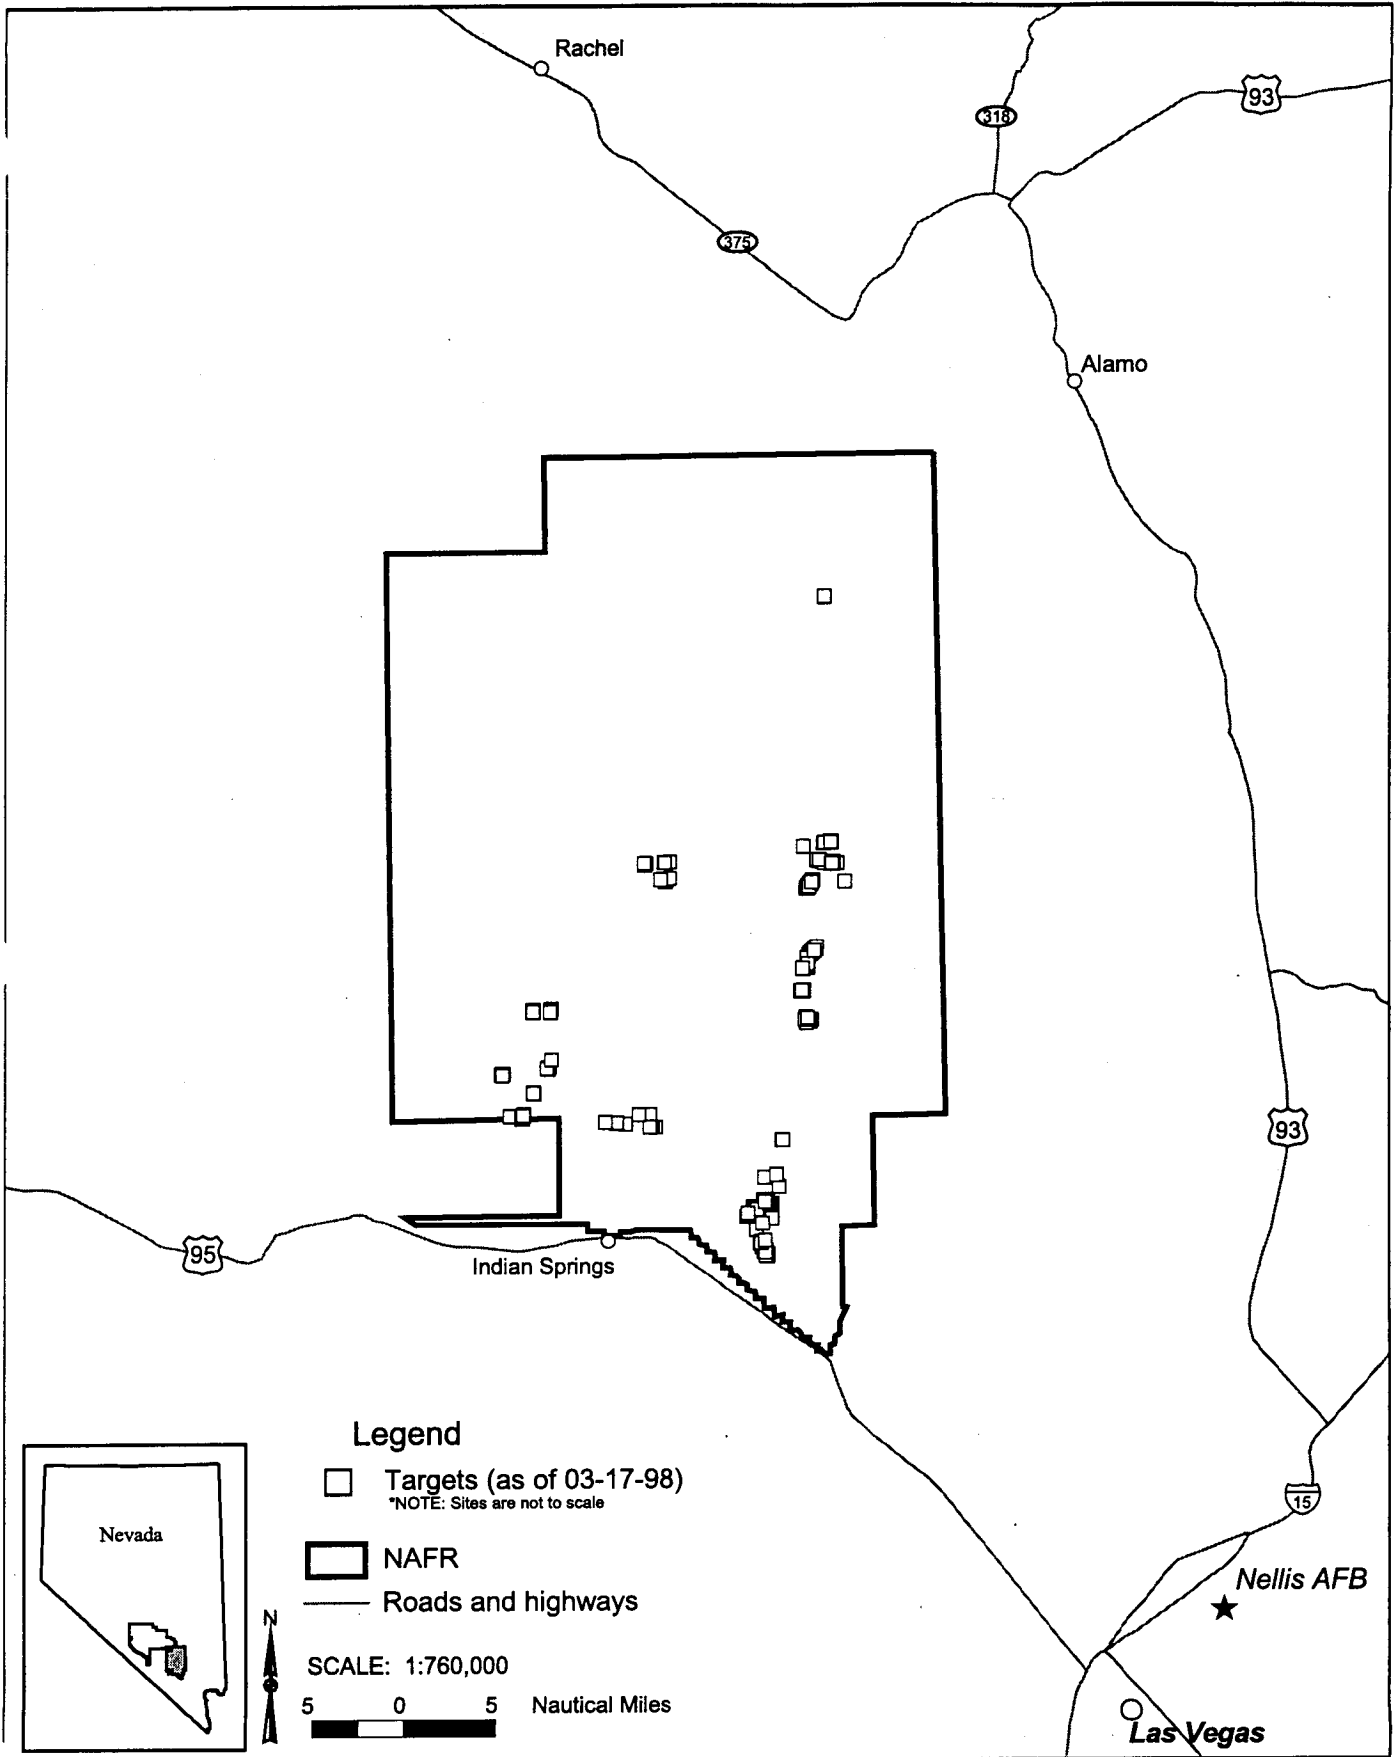 Rachel
93
318
375
Alamo
93
95
Indian Springs
Legend
Targets (as of 03-17-98)
*NOTE: Sites are not to scale
NAFR
Roads and highways
Nevada
N
SCALE: 1:760,000
5 0 5 Nautical Miles
15
Nellis AFB
Las Vegas